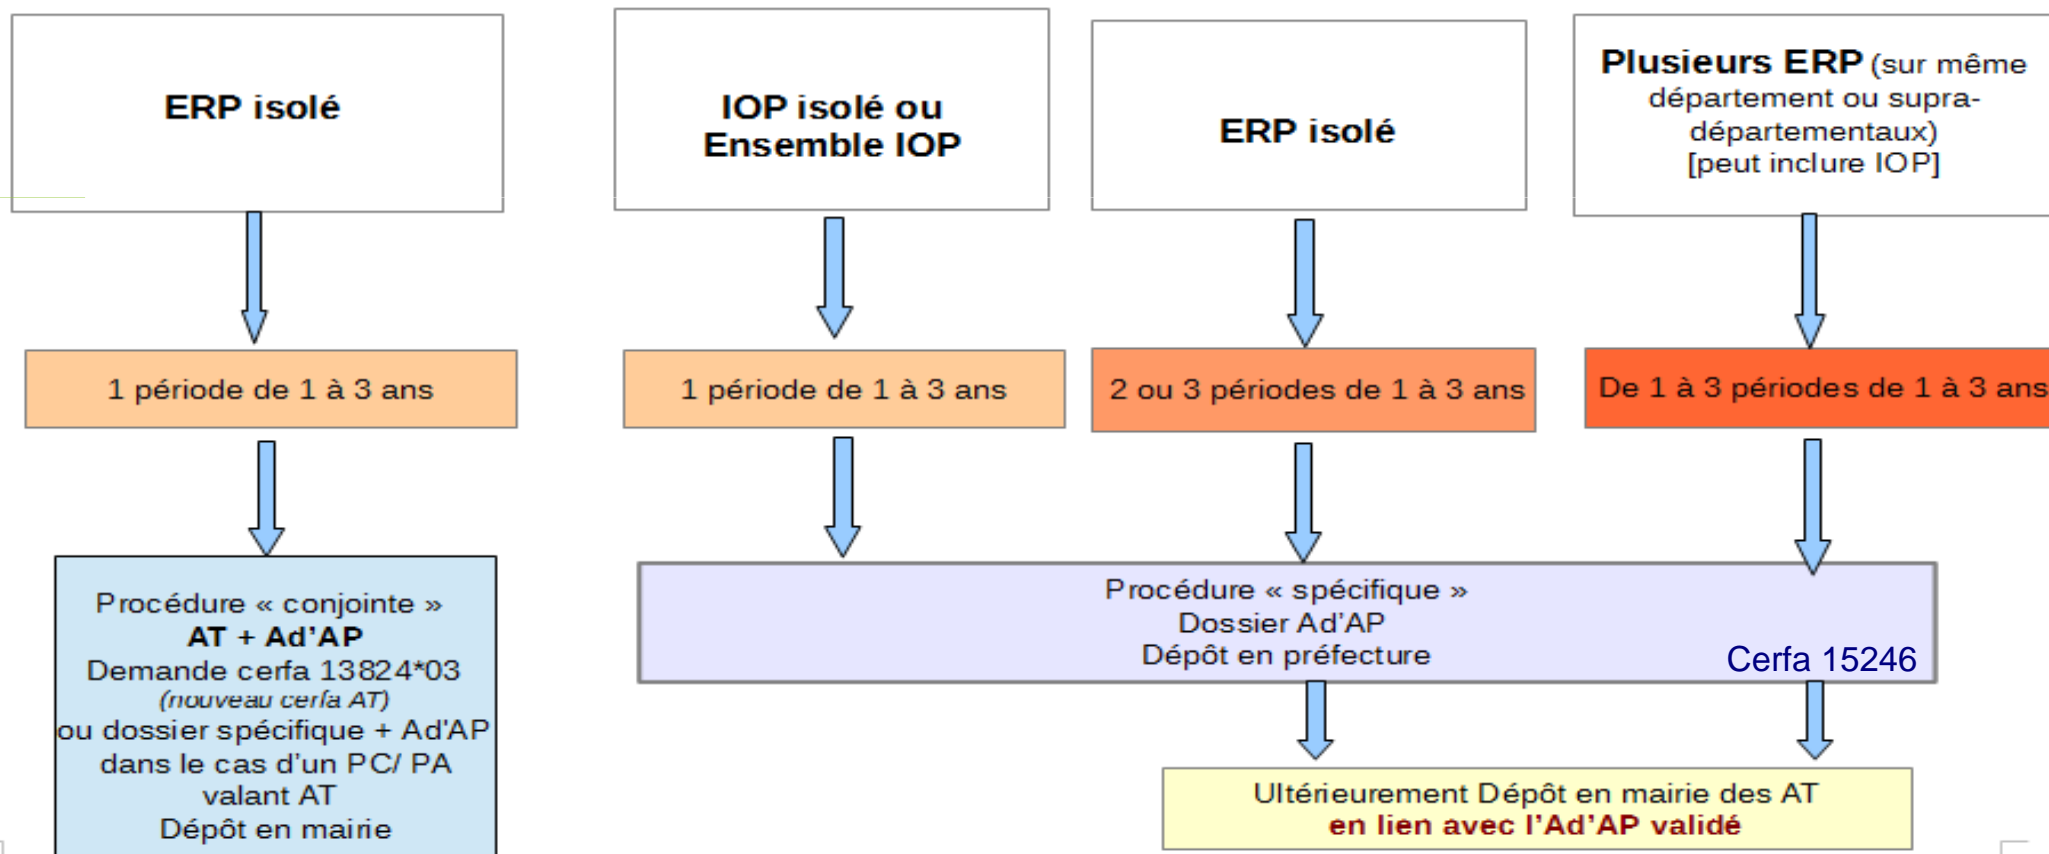 ERP isolé
IOP isolé ou
Ensemble IOP
ERP isolé
Plusieurs ERP (sur même
département ou supra-
départementaux)
[peut inclure IOP]
1 période de 1 à 3 ans
1 période de 1 à 3 ans
2 ou 3 périodes de 1 à 3 ans
De 1 à 3 périodes de 1 à 3 ans
Procédure « conjointe »
AT + Ad’AP
Demande cerfa 13824*03
(nouveau cerfa AT)
ou dossier spécifique + Ad'AP
dans le cas d’un PC/ PA
valant AT
Dépôt en mairie
Procédure « spécifique »
Dossier Ad’AP
Dépôt en préfecture
Cerfa 15246
Ultérieurement Dépôt en mairie des AT
en lien avec l’Ad’AP validé